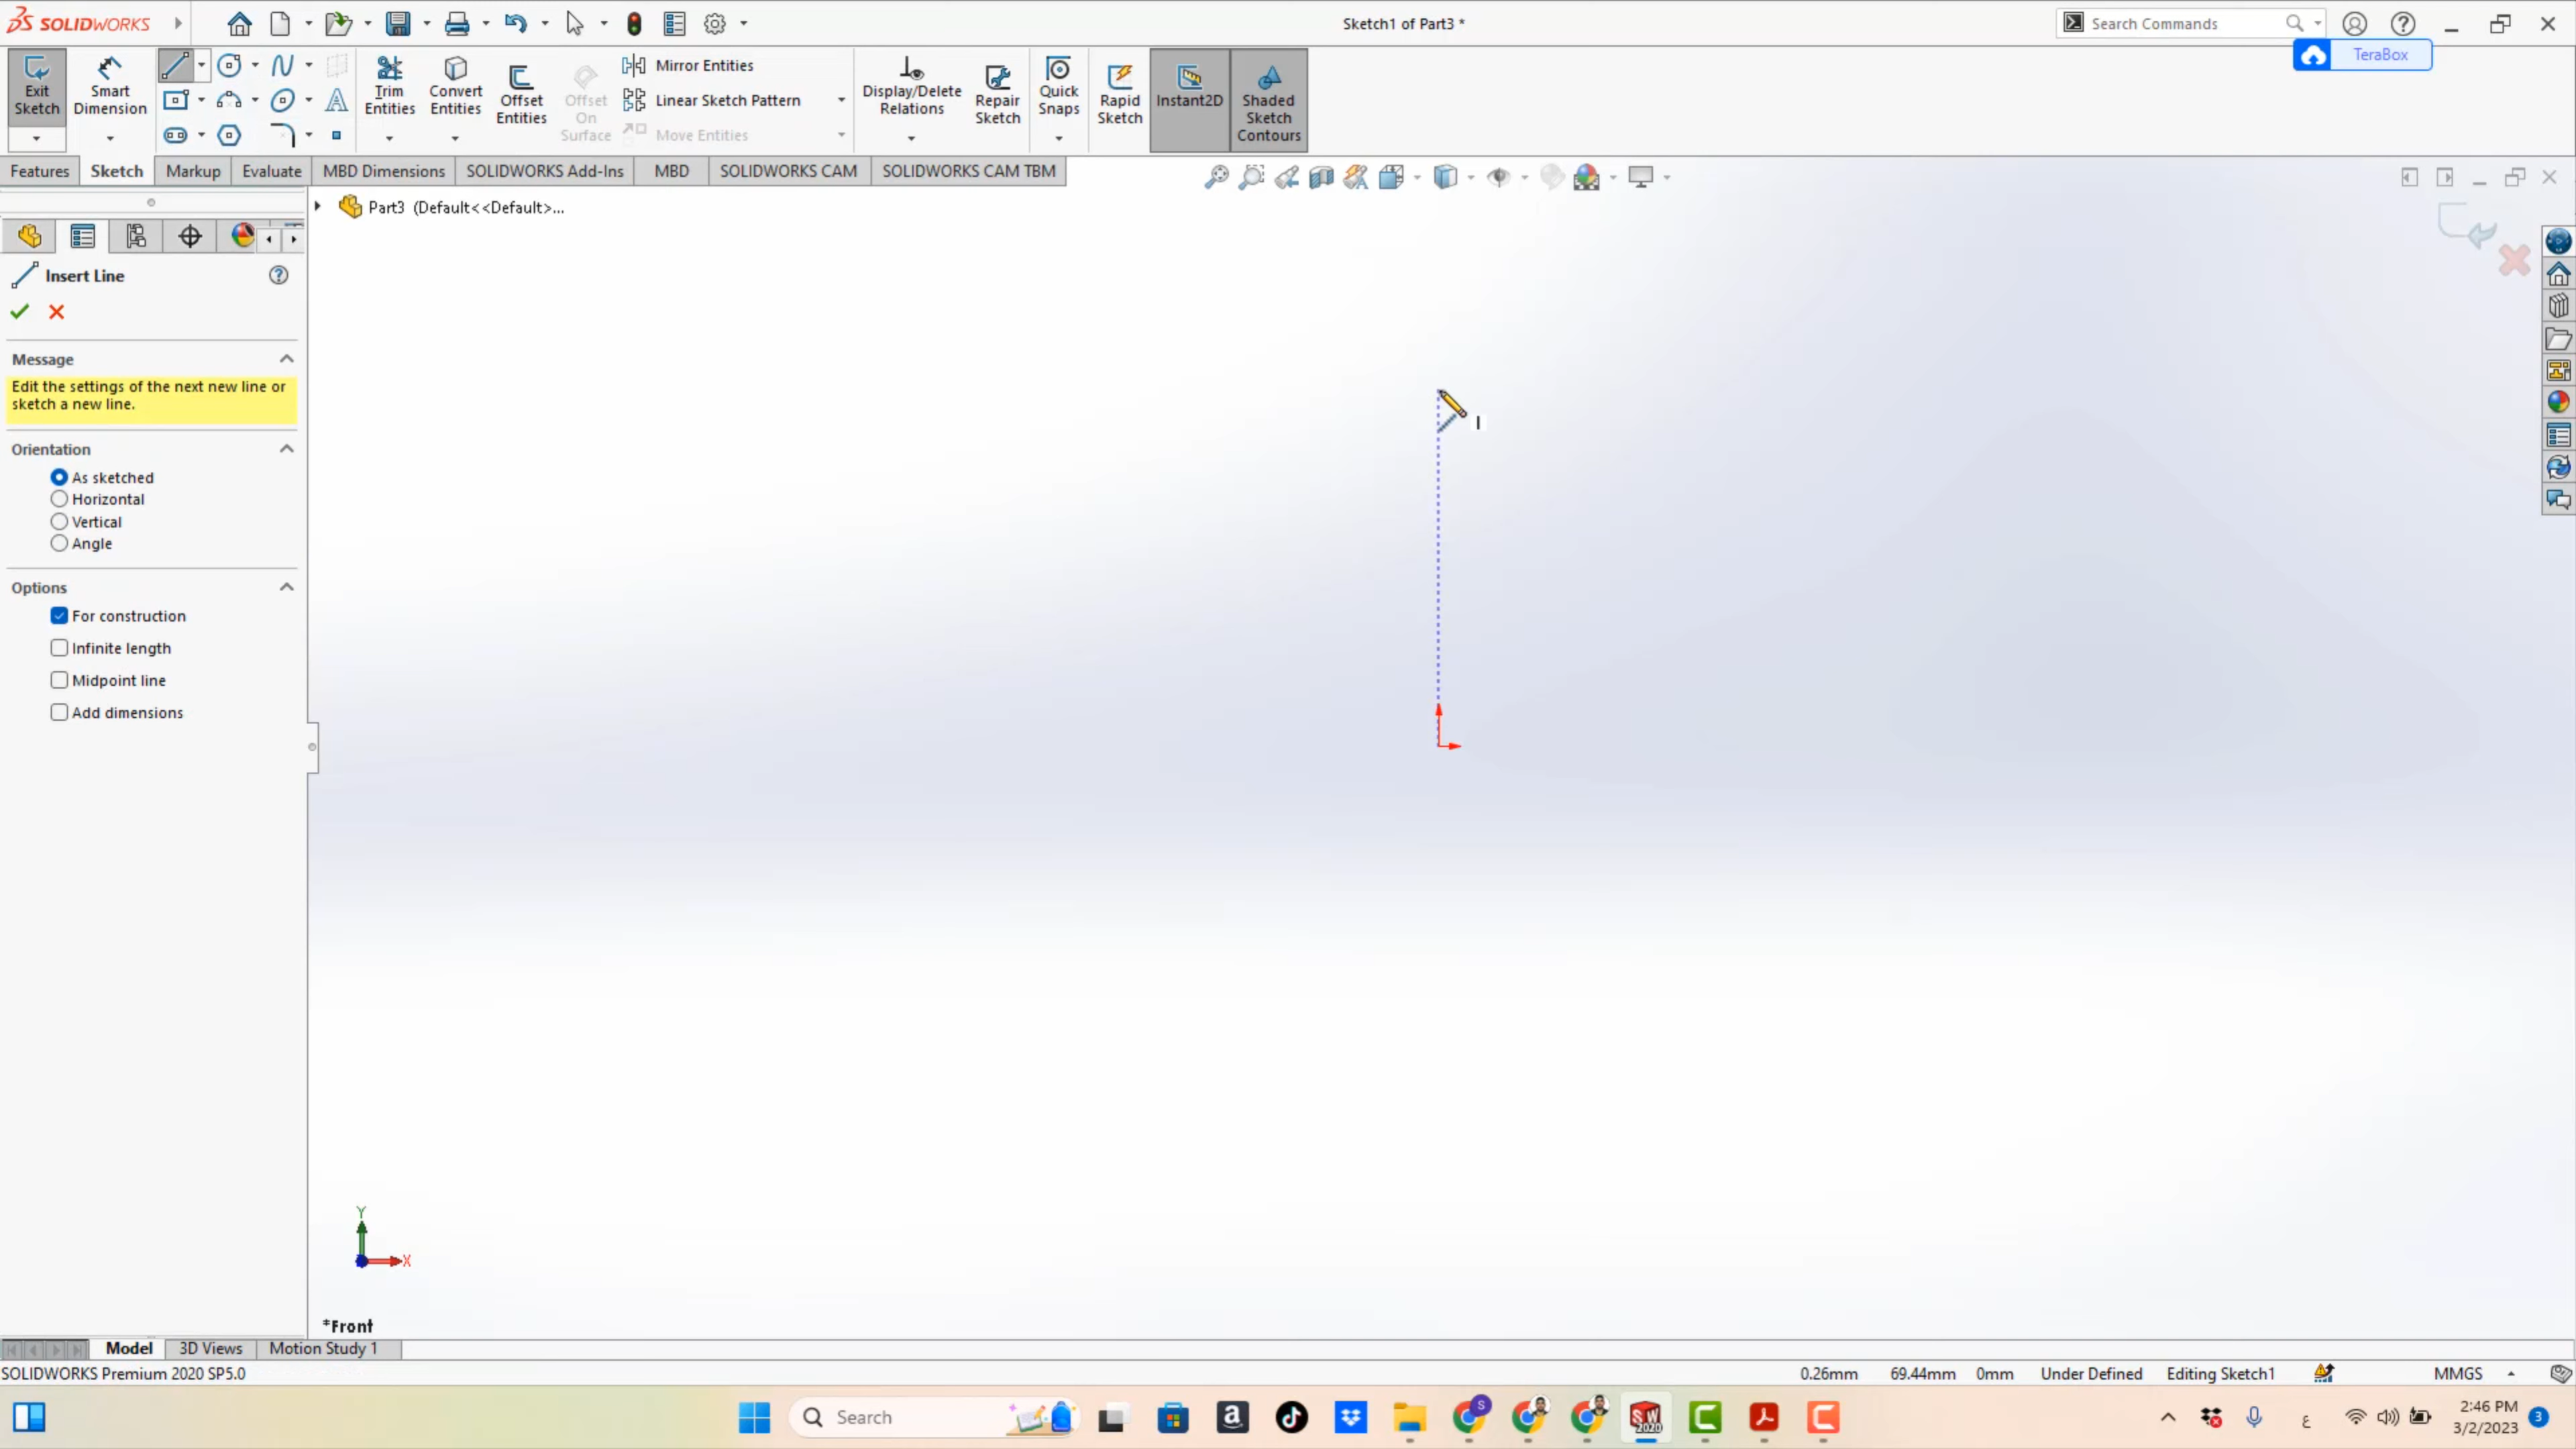 SOLIDWORKS
Sketch1 of Part3 *
Search Commands
TeraBox
Exit Sketch
Smart Dimension
Trim Entities
Convert Entities
Offset Entities
Offset On Surface
Mirror Entities
Linear Sketch Pattern
Move Entities
Display/Delete Relations
Repair Sketch
Quick Snaps
Rapid Sketch
Instant2D
Shaded Sketch Contours
Features
Sketch
Markup
Evaluate
MBD Dimensions
SOLIDWORKS Add-Ins
MBD
SOLIDWORKS CAM
SOLIDWORKS CAM TBM
Part3 (Default<<Default>...
Insert Line
Message
Edit the settings of the next new line or
sketch a new line.
Orientation
As sketched
Horizontal
Vertical
Angle
Options
For construction
Infinite length
Midpoint line
Add dimensions
Y
X
*Front
Model
3D Views
Motion Study 1
SOLIDWORKS Premium 2020 SP5.0
0.26mm
69.44mm
0mm
Under Defined
Editing Sketch1
MMGS
Search
a
S
SW
2020
ع
2:46 PM
3/2/2023
3